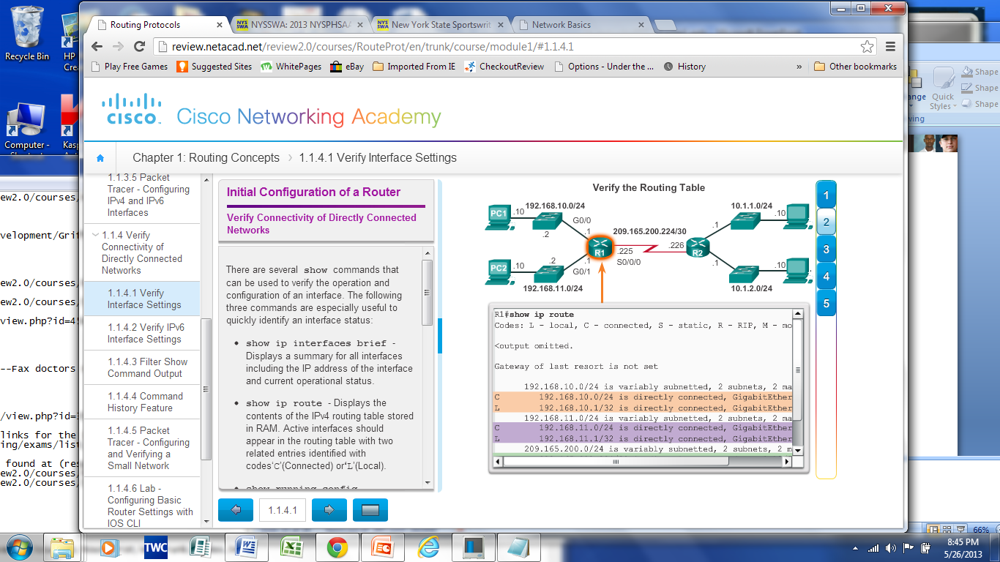 Routing Protocols
NYSSWA: 2013 NYSPHSAA
New York State Sportswrit
Network Basics
review.netacad.net/review2.0/courses/RouteProt/en/trunk/course/module1/#1.1.4.1
Play Free Games
Suggested Sites
WhitePages
eBay
Imported From IE
CheckoutReview
Options - Under the ...
History
»
Other bookmarks
Recycle Bin
HP
Crea
Computer -
Kasp
cisco.
Cisco Networking Academy
Chapter 1: Routing Concepts
1.1.4.1 Verify Interface Settings
1.1.3.5 Packet
Tracer - Configuring
IPv4 and IPv6
Interfaces
1.1.4 Verify
Connectivity of
Directly Connected
Networks
1.1.4.1 Verify
Interface Settings
1.1.4.2 Verify IPv6
Interface Settings
1.1.4.3 Filter Show
Command Output
1.1.4.4 Command
History Feature
1.1.4.5 Packet
Tracer - Configuring
and Verifying a
Small Network
1.1.4.6 Lab -
Configuring Basic
Router Settings with
IOS CLI
Initial Configuration of a Router
Verify Connectivity of Directly Connected
Networks
There are several show commands that
can be used to verify the operation and
configuration of an interface. The following
three commands are especially useful to
quickly identify an interface status:
• show ip interfaces brief -
Displays a summary for all interfaces
including the IP address of the interface
and current operational status.
• show ip route - Displays the
contents of the IPv4 routing table stored
in RAM. Active interfaces should
appear in the routing table with two
related entries identified with
codes‘C’(Connected) or‘L’(Local).
• show running-config
1.1.4.1
Verify the Routing Table
PC1
.10
192.168.10.0/24
.2
G0/0
.1
PC2
.10
.2
192.168.11.0/24
.1
G0/1
R1
209.165.200.224/30
.225
S0/0/0
.226
R2
.1
10.1.1.0/24
.10
.1
10.1.2.0/24
.10
1
2
3
4
5
R1#show ip route
Codes: L - local, C - connected, S - static, R - RIP, M - mo
<output omitted.
Gateway of last resort is not set
192.168.10.0/24 is variably subnetted, 2 subnets, 2 ma
C 192.168.10.0/24 is directly connected, GigabitEther
L 192.168.10.1/32 is directly connected, GigabitEther
192.168.11.0/24 is variably subnetted, 2 subnets, 2 ma
C 192.168.11.0/24 is directly connected, GigabitEther
L 192.168.11.1/32 is directly connected, GigabitEther
209.165.200.0/24 is variably subnetted, 2 subnets, 2 m
ew2.0/courses/
velopment/Grif
ew2.0/courses/
ew2.0/courses/
view.php?id=4
--Fax doctors
/view.php?id=
links for the
ing/exams/list
found at (res
ew2.0/courses/
ew2.0/courses/
ange
Quick
Styles
Shape
Shape
Shape
ving
66%
TWC
8:45 PM
5/26/2013